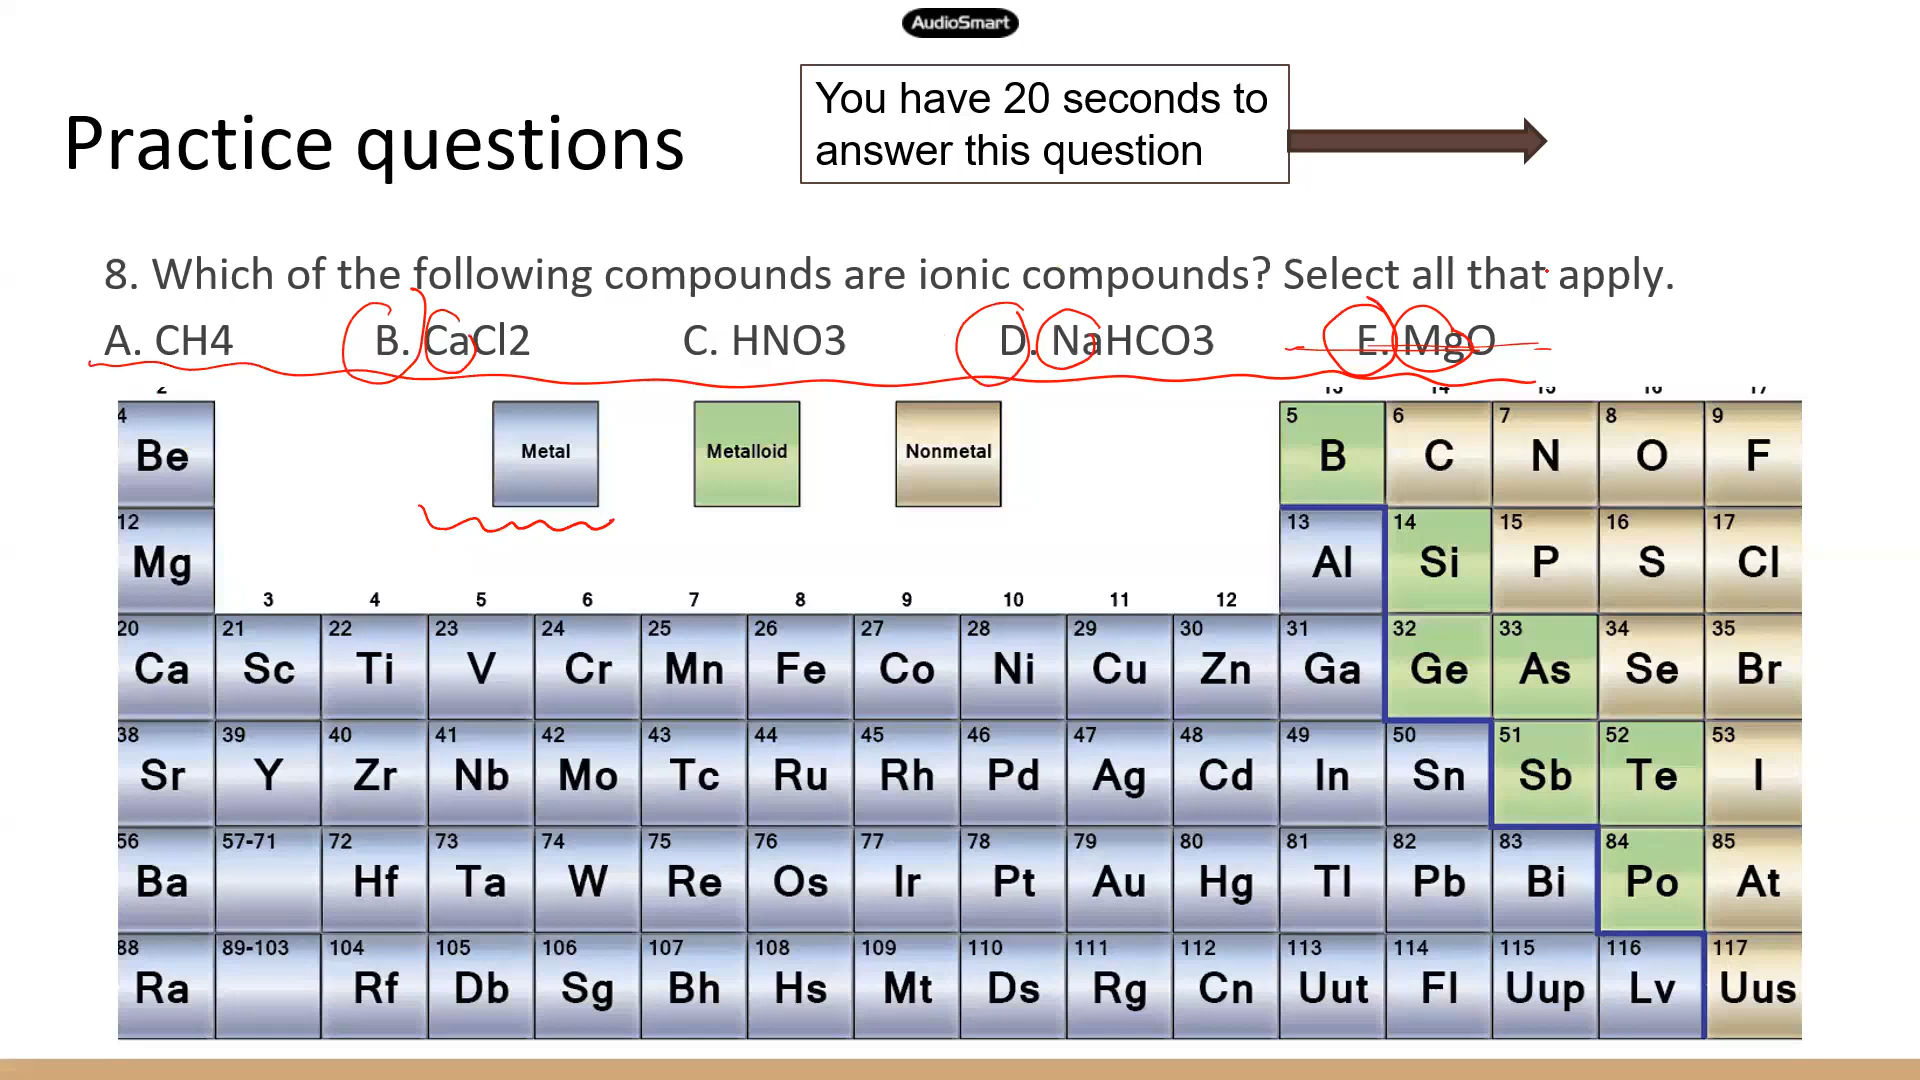 AudioSmart
You have 20 seconds to
answer this question
Practice questions
8. Which of the following compounds are ionic compounds? Select all that apply.
A. CH4 B. CaCl2 C. HNO3 D. NaHCO3 E. MgO
2 13 14 15 16 17
4 5 6 7 8 9
Be Metal Metalloid Nonmetal B C N O F
12 13 14 15 16 17
Mg Al Si P S Cl
3 4 5 6 7 8 9 10 11 12
20 21 22 23 24 25 26 27 28 29 30 31 32 33 34 35
Ca Sc Ti V Cr Mn Fe Co Ni Cu Zn Ga Ge As Se Br
38 39 40 41 42 43 44 45 46 47 48 49 50 51 52 53
Sr Y Zr Nb Mo Tc Ru Rh Pd Ag Cd In Sn Sb Te I
56 57-71 72 73 74 75 76 77 78 79 80 81 82 83 84 85
Ba Hf Ta W Re Os Ir Pt Au Hg Tl Pb Bi Po At
88 89-103 104 105 106 107 108 109 110 111 112 113 114 115 116 117
Ra Rf Db Sg Bh Hs Mt Ds Rg Cn Uut Fl Uup Lv Uus